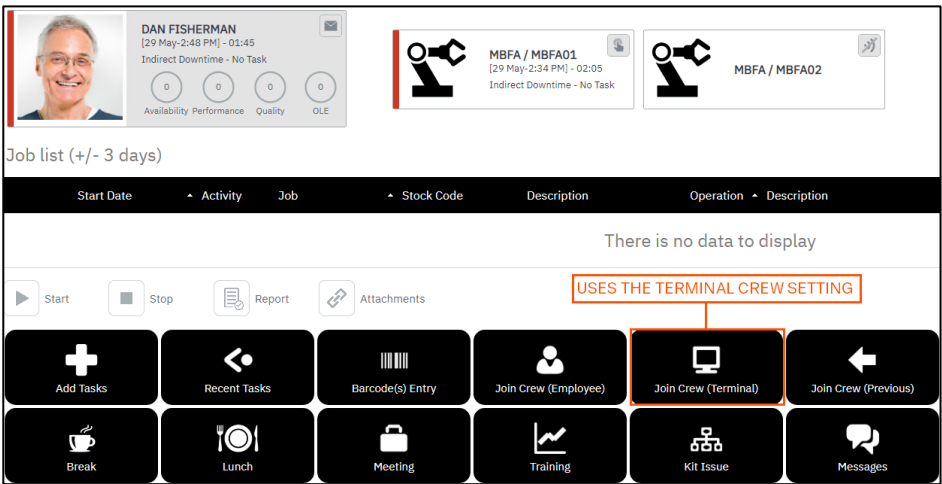 DAN FISHERMAN
[29 May-2:48 PM] - 01:45
Indirect Downtime - No Task
0 0 0 0
Availability Performance Quality OLE
MBFA / MBFA01
[29 May-2:34 PM] - 02:05
Indirect Downtime - No Task
MBFA / MBFA02
Job list (+/- 3 days)
Start Date Activity Job Stock Code Description Operation Description
There is no data to display
USES THE TERMINAL CREW SETTING
Start Stop Report Attachments
Add Tasks Recent Tasks Barcode(s) Entry Join Crew (Employee) Join Crew (Terminal) Join Crew (Previous)
Break Lunch Meeting Training Kit Issue Messages